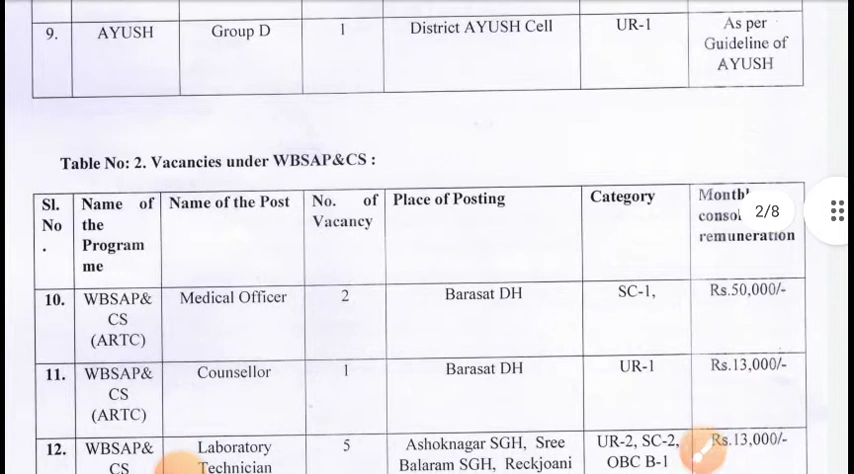 9. AYUSH Group D 1 District AYUSH Cell UR-1 As per
Guideline of
AYUSH
Table No: 2. Vacancies under WBSAP&CS :
Sl. Name of Name of the Post No. of Place of Posting Category
No the Vacancy 2/8
. Program remuneration
me
10. WBSAP& Medical Officer 2 Barasat DH SC-1, Rs.50,000/-
CS
(ARTC)
11. WBSAP& Counsellor 1 Barasat DH UR-1 Rs.13,000/-
CS
(ARTC)
12. WBSAP& Laboratory 5 Ashoknagar SGH, Sree UR-2, SC-2, Rs.13,000/-
CS Technician Balaram SGH, Reckjoani OBC B-1